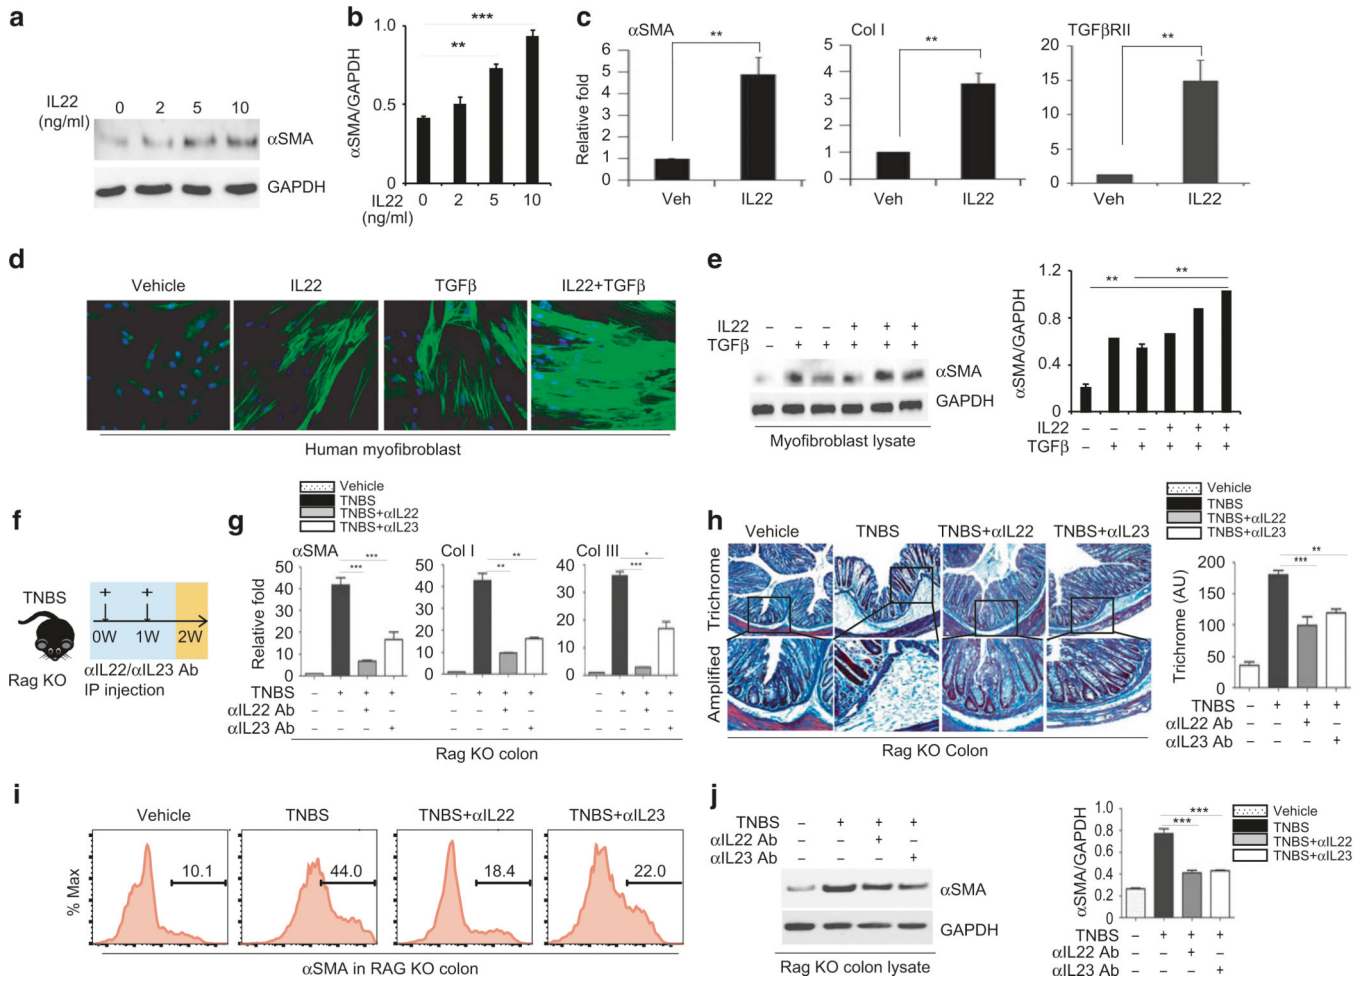 a
IL22
(ng/ml)
0 2 5 10
αSMA
GAPDH
b
αSMA/GAPDH
1.0
0.5
0
***
**
IL22
(ng/ml)
0 2 5 10
c
Relative fold
αSMA
**
6
5
4
3
2
1
0
Veh IL22
Col I
**
5
4
3
2
1
0
Veh IL22
TGFβRII
**
20
15
10
5
0
Veh IL22
d
Vehicle IL22 TGFβ IL22+TGFβ
Human myofibroblast
e
IL22 – – – + + +
TGFβ – + + + + +
αSMA
GAPDH
Myofibroblast lysate
αSMA/GAPDH
1.2
0.8
0.4
0
** **
IL22 + + +
TGFβ – + + + + +
f
TNBS
Rag KO
+ +
0W 1W 2W
αIL22/αIL23 Ab
IP injection
g
Vehicle
TNBS
TNBS+αIL22
TNBS+αIL23
Relative fold
αSMA
***
***
50
40
30
20
10
0
Col I
**
**
50
40
30
20
10
0
Col III
*
***
40
30
20
10
0
TNBS – + + + – + + + – + + +
αIL22 Ab – – + – – + – – +
αIL23 Ab – – + – – + – – +
Rag KO colon
h
Vehicle TNBS TNBS+αIL22 TNBS+αIL23
Trichrome
Amplified
Rag KO Colon
Vehicle
TNBS
TNBS+αIL22
TNBS+αIL23
Trichrome (AU)
200
150
100
50
0
**
***
TNBS – + + +
αIL22 Ab – – +
αIL23 Ab – – +
i
Vehicle TNBS TNBS+αIL22 TNBS+αIL23
% Max
10.1 44.0 18.4 22.0
αSMA in RAG KO colon
j
TNBS – + + +
αIL22 Ab – – +
αIL23 Ab – – +
αSMA
GAPDH
Rag KO colon lysate
αSMA/GAPDH
1.0
0.8
0.6
0.4
0.2
0
***
***
Vehicle
TNBS
TNBS+αIL22
TNBS+αIL23
TNBS – + + +
αIL22 Ab – – +
αIL23 Ab – – +